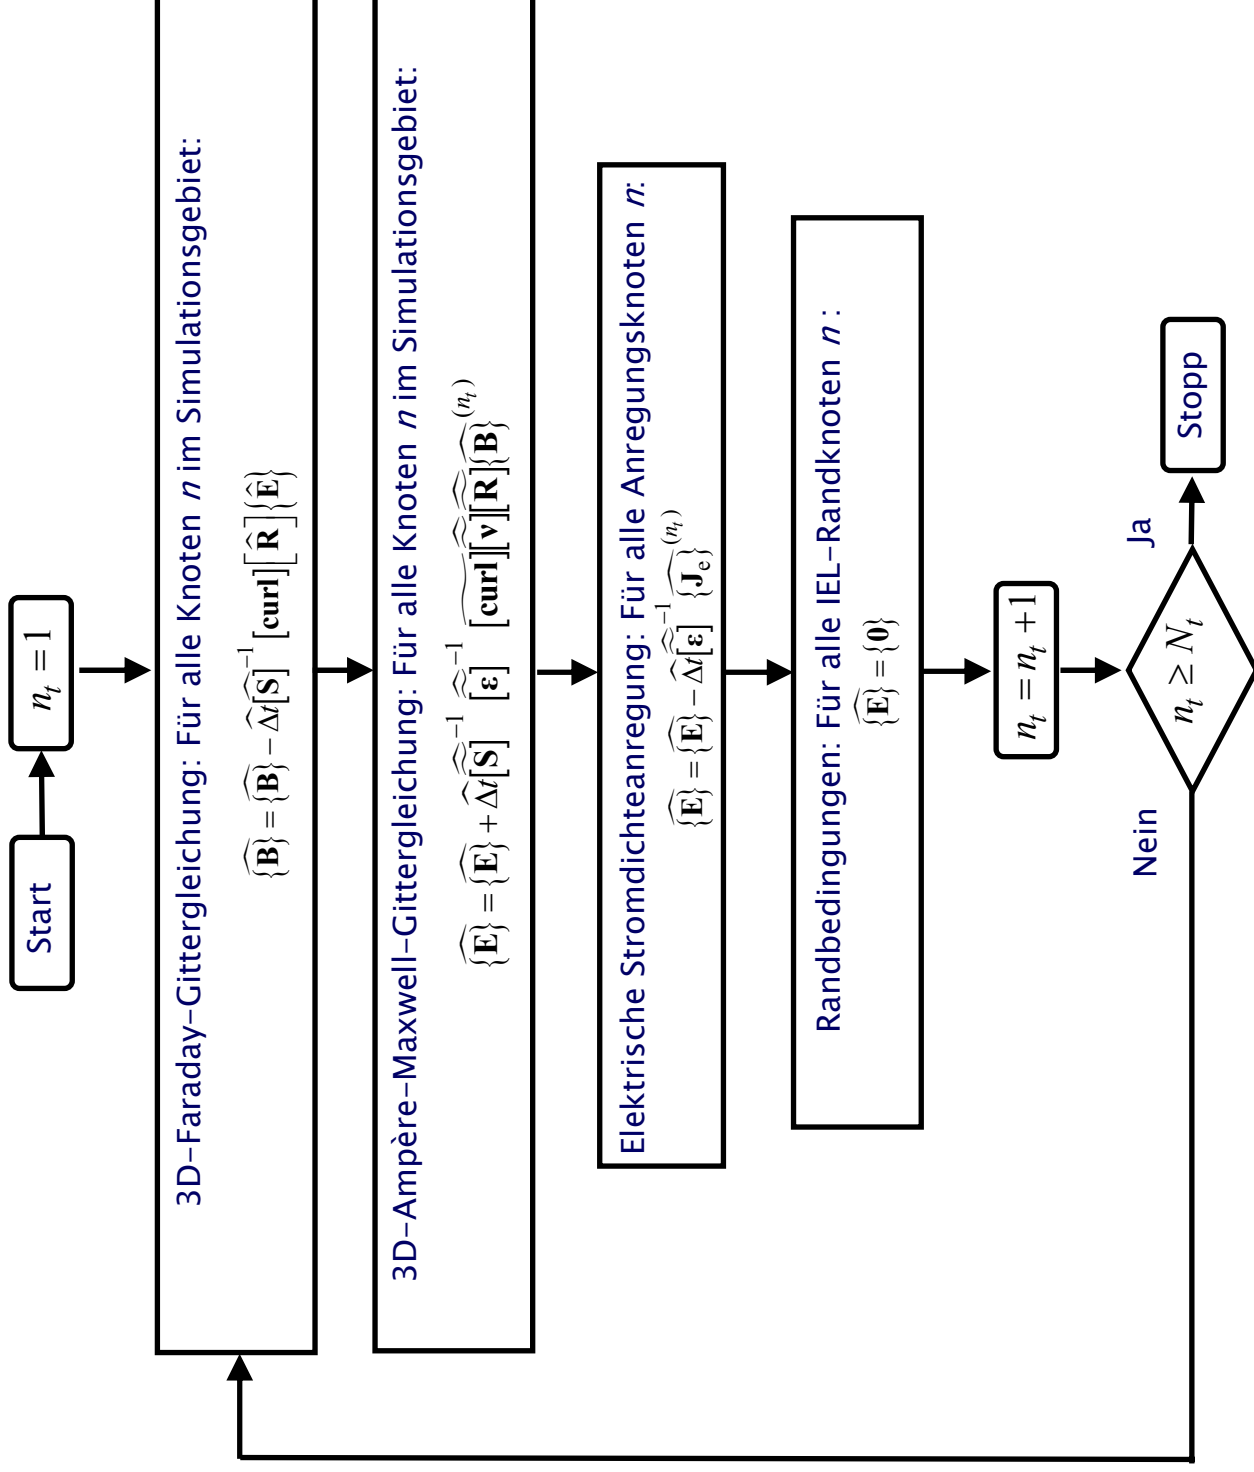 Start
n_t = 1
3D-Faraday-Gittergleichung: Für alle Knoten n im Simulationsgebiet:
{B}^ = {B}^ − Δt^ [S]^~^{-1} [curl] [R^] {E^}
3D-Ampère-Maxwell-Gittergleichung: Für alle Knoten n im Simulationsgebiet:
{E}^ = {E}^ + Δt^ [S]^~^{-1} [ε]^~^{-1} [curl]~ [ν]^~ [R]^~ {B}^^{(n_t)}
Elektrische Stromdichteanregung: Für alle Anregungsknoten n:
{E}^ = {E}^ − Δt^ [ε]^~^{-1} {J_e}^^{(n_t)}
Randbedingungen: Für alle IEL-Randknoten n :
{E}^ = {0}
n_t = n_t + 1
n_t ≥ N_t
Nein
Ja
Stopp